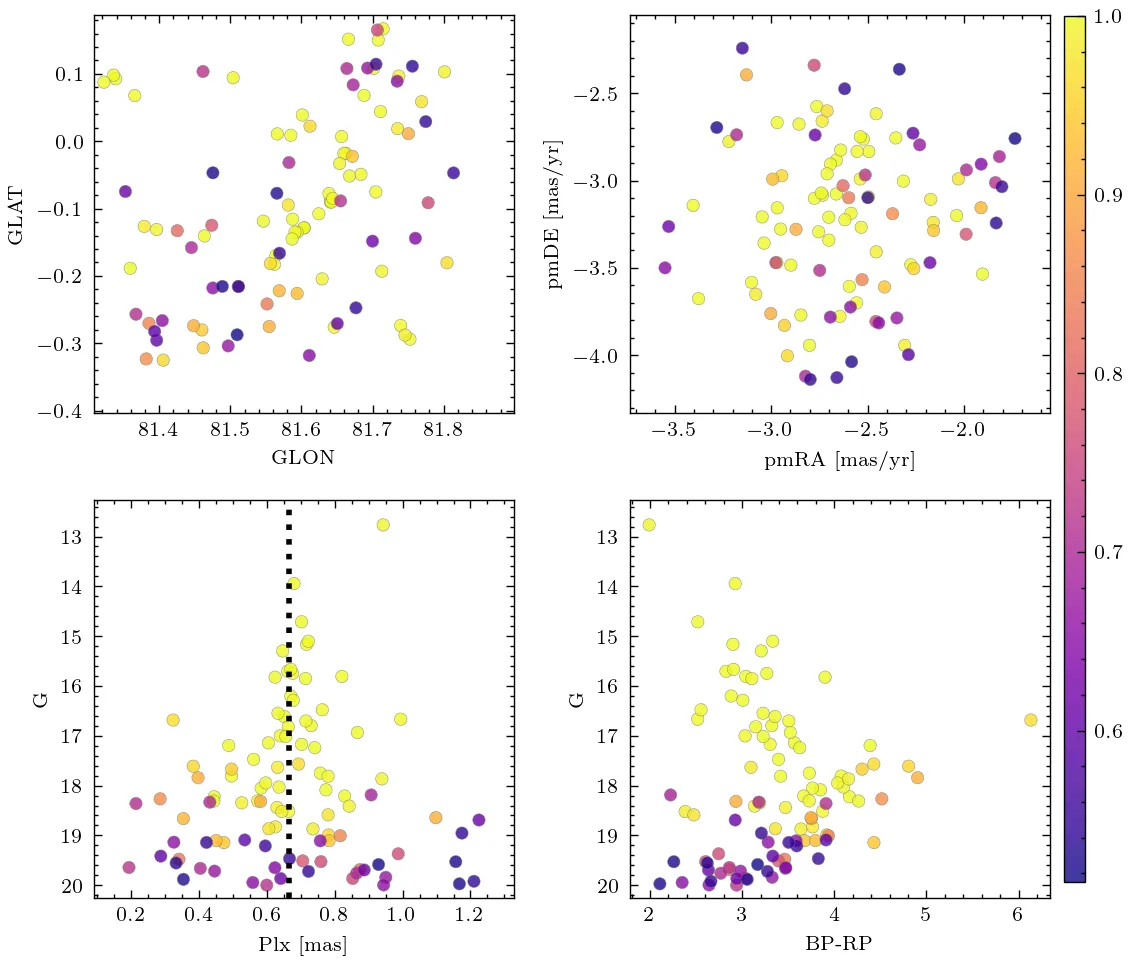 0.1
0.0
−0.1
−0.2
−0.3
−0.4
GLAT
81.4 81.5 81.6 81.7 81.8
GLON
−2.5
−3.0
−3.5
−4.0
pmDE [mas/yr]
−3.5 −3.0 −2.5 −2.0
pmRA [mas/yr]
1.0
0.9
0.8
0.7
0.6
13
14
15
16
17
18
19
20
G
0.2 0.4 0.6 0.8 1.0 1.2
Plx [mas]
13
14
15
16
17
18
19
20
G
2 3 4 5 6
BP-RP